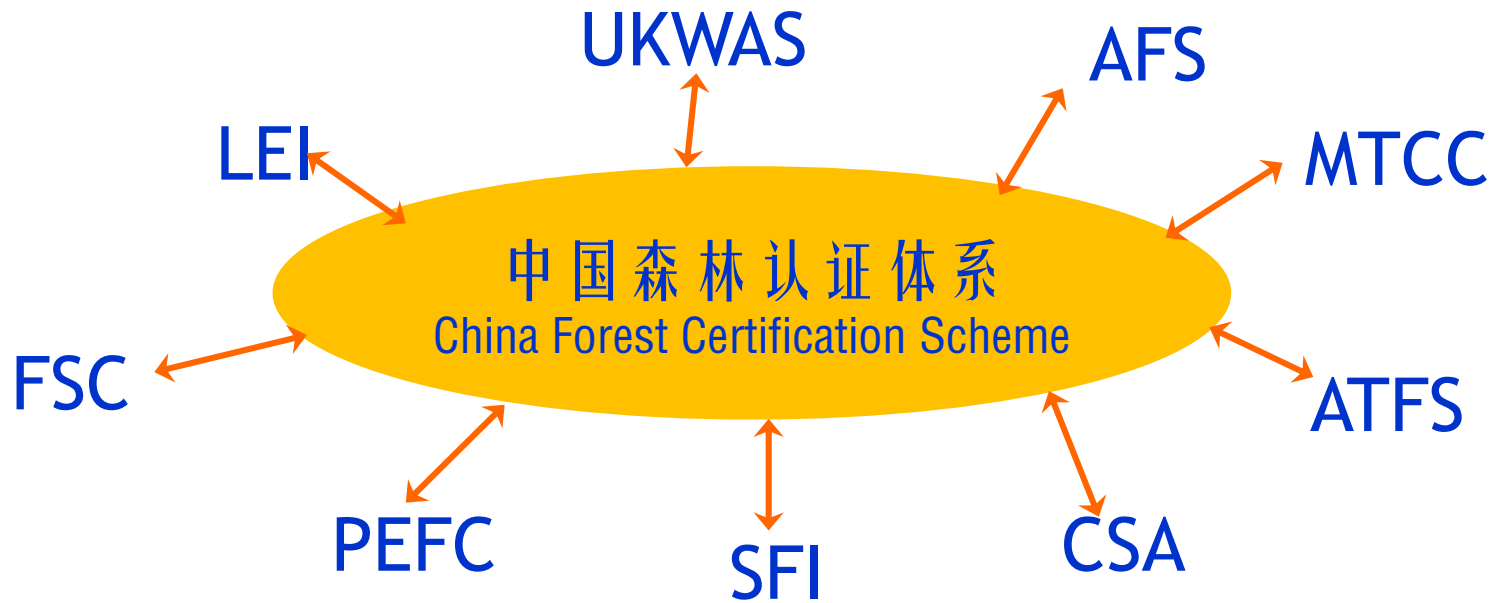 UKWAS
AFS
LEI
MTCC
中国森林认证体系
China Forest Certification Scheme
FSC
ATFS
PEFC
SFI
CSA